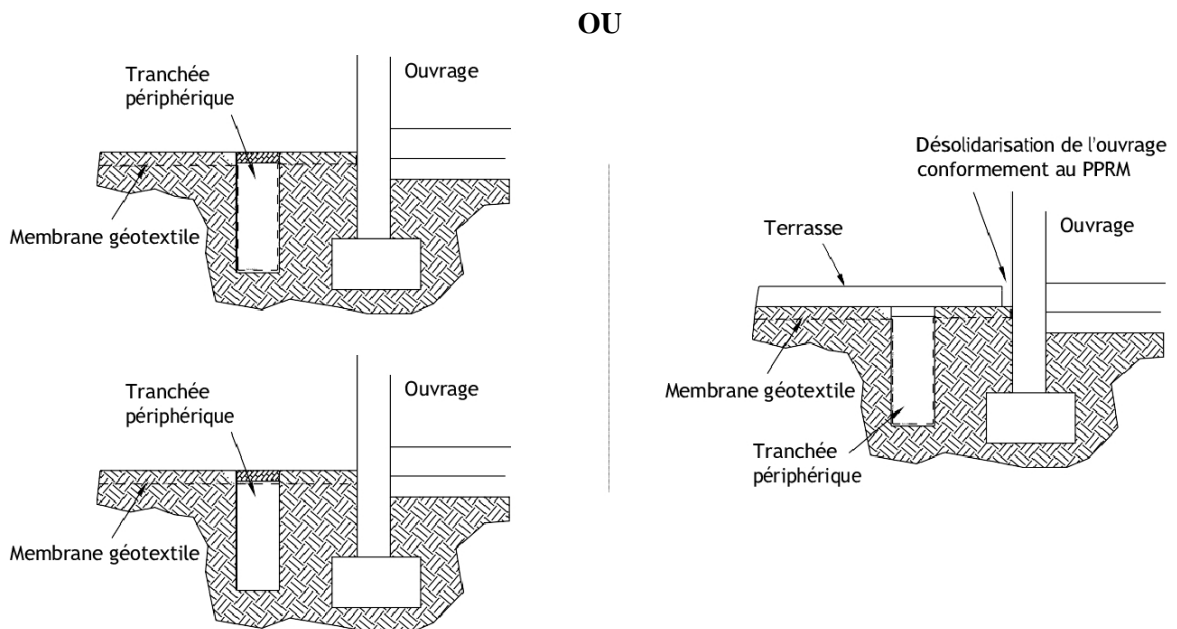 OU
Tranchée
périphérique
Ouvrage
Membrane géotextile
Tranchée
périphérique
Ouvrage
Membrane géotextile
Désolidarisation de l'ouvrage
conformement au PPRM
Terrasse
Ouvrage
Membrane géotextile
Tranchée
périphérique